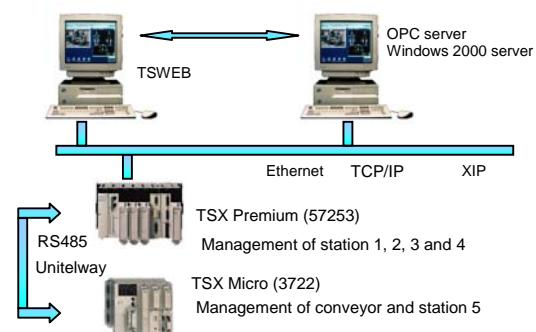 OPC server
Windows 2000 server
TSWEB
Ethernet TCP/IP XIP
TSX Premium (57253)
RS485
Unitelway
Management of station 1, 2, 3 and 4
TSX Micro (3722)
Management of conveyor and station 5